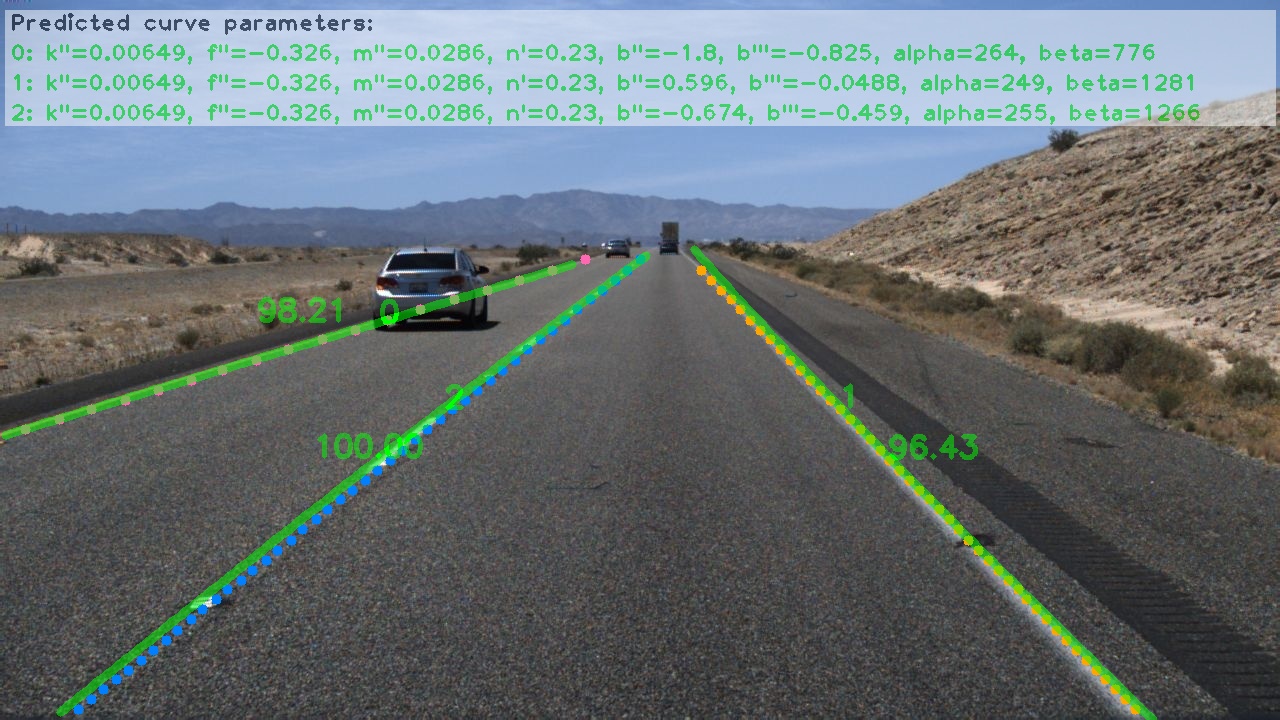 Predicted curve parameters:
0: k''=0.00649, f''=-0.326, m''=0.0286, n'=0.23, b''=-1.8, b'''=-0.825, alpha=264, beta=776
1: k''=0.00649, f''=-0.326, m''=0.0286, n'=0.23, b''=0.596, b'''=-0.0488, alpha=249, beta=1281
2: k''=0.00649, f''=-0.326, m''=0.0286, n'=0.23, b''=-0.674, b'''=-0.459, alpha=255, beta=1266
98.21 0
2 1
100.00 96.43